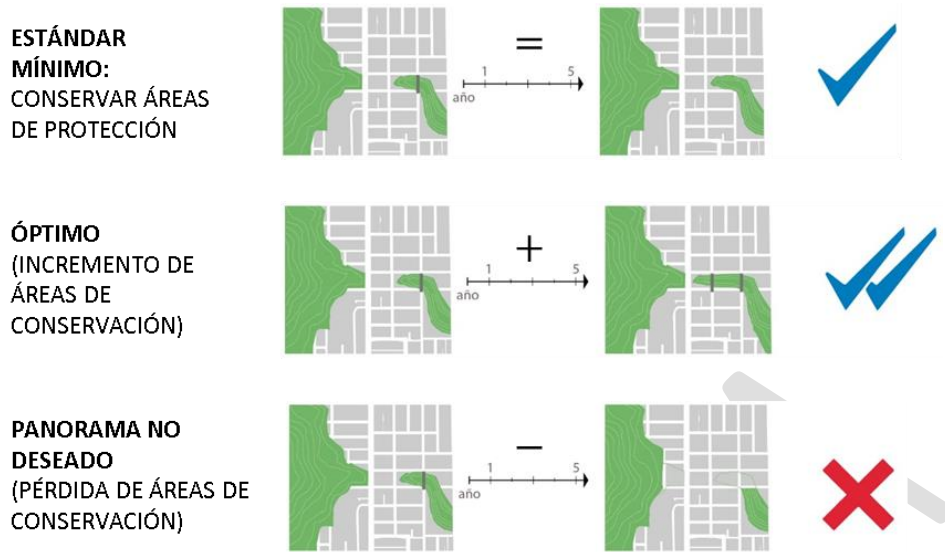 ESTÁNDAR
MÍNIMO:
CONSERVAR ÁREAS
DE PROTECCIÓN
=
1 5
año
ÓPTIMO
(INCREMENTO DE
ÁREAS DE
CONSERVACIÓN)
+
1 5
año
PANORAMA NO
DESEADO
(PÉRDIDA DE ÁREAS DE
CONSERVACIÓN)
−
1 5
año